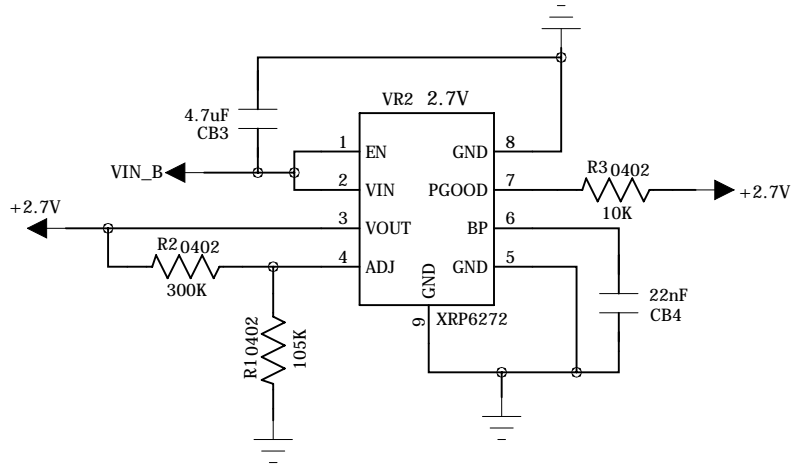 VR2 2.7V
4.7uF
CB3
1
EN
GND
8
VIN_B
2
VIN
PGOOD
7
R3 0402
10K
+2.7V
+2.7V
3
VOUT
BP
6
R2 0402
300K
4
ADJ
GND
5
GND
9
XRP6272
22nF
CB4
R1 0402
105K